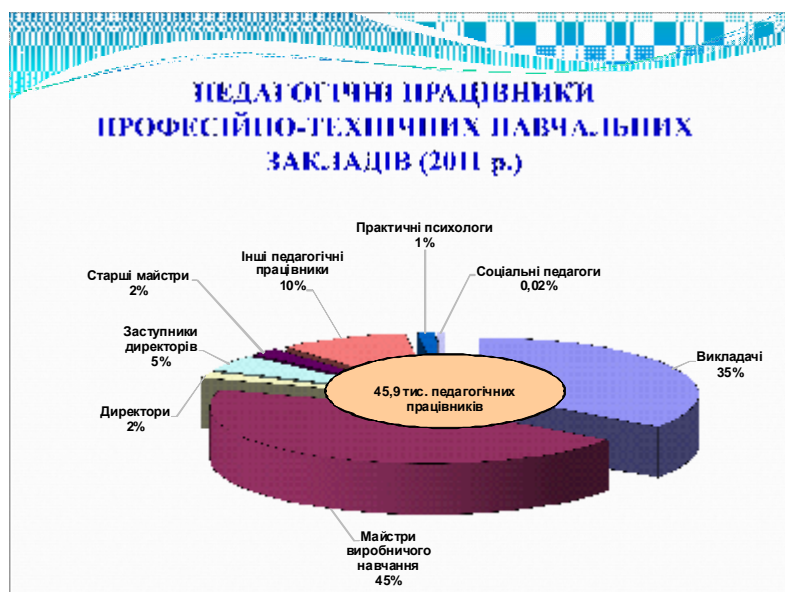 ПЕДАГОГІЧНІ ПРАЦІВНИКИ
ПРОФЕСІЙНО-ТЕХНІЧНИХ НАВЧАЛЬНИХ
ЗАКЛАДІВ (2011 р.)
Практичні психологи
1%
Інші педагогічні
працівники
10%
Соціальні педагоги
0,02%
Старші майстри
2%
Заступники
директорів
5%
Викладачі
35%
Директори
2%
45,9 тис. педагогічних
працівників
Майстри
виробничого
навчання
45%